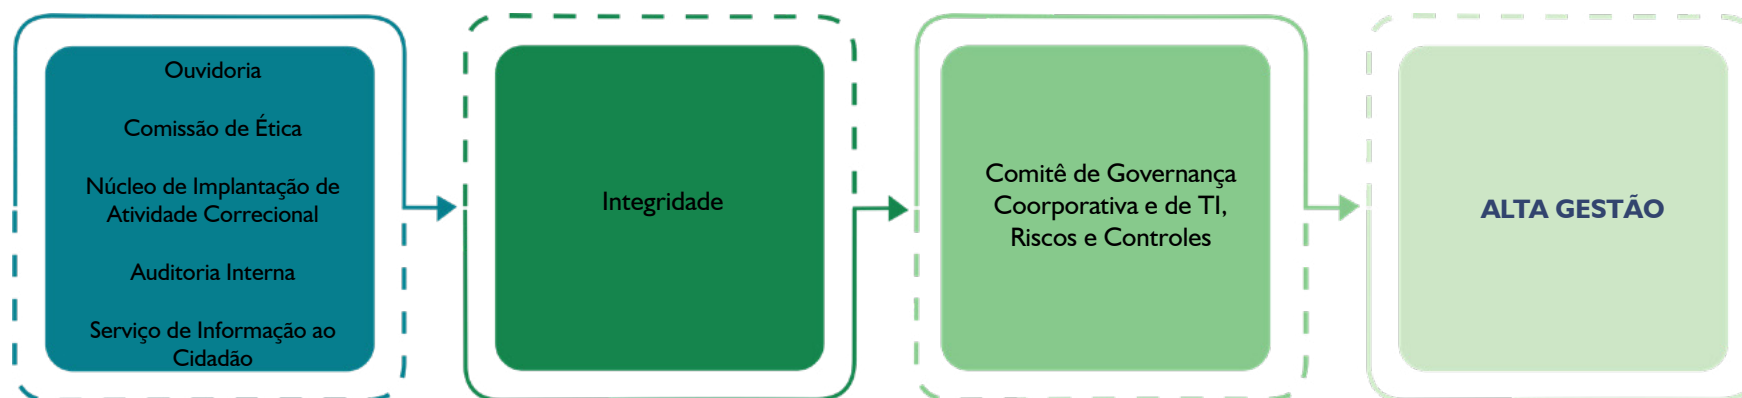 Ouvidoria
Comissão de Ética
Núcleo de Implantação de
Atividade Correcional
Auditoria Interna
Serviço de Informação ao
Cidadão
Integridade
Comitê de Governança
Coorporativa e de TI,
Riscos e Controles
ALTA GESTÃO